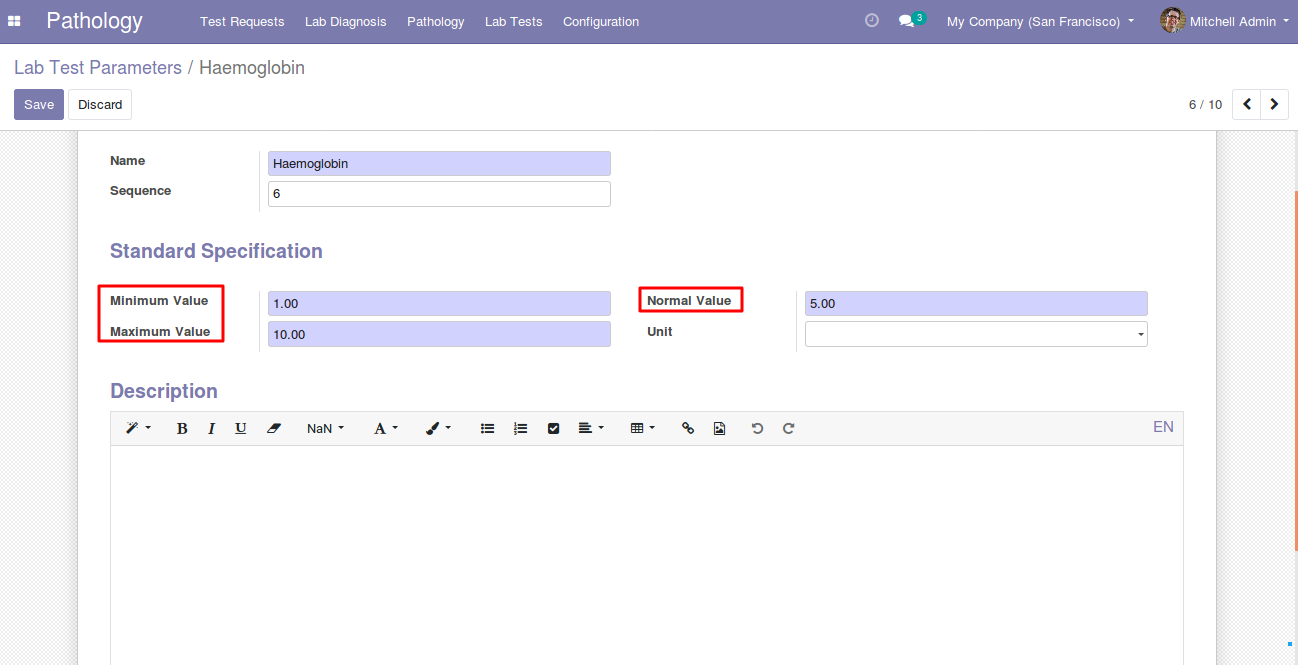 Pathology Test Requests Lab Diagnosis Pathology Lab Tests Configuration 3 My Company (San Francisco) Mitchell Admin
Lab Test Parameters / Haemoglobin
Save Discard 6 / 10
Name Haemoglobin
Sequence 6
Standard Specification
Minimum Value 1.00 Normal Value 5.00
Maximum Value 10.00 Unit
Description
B I U NaN A EN